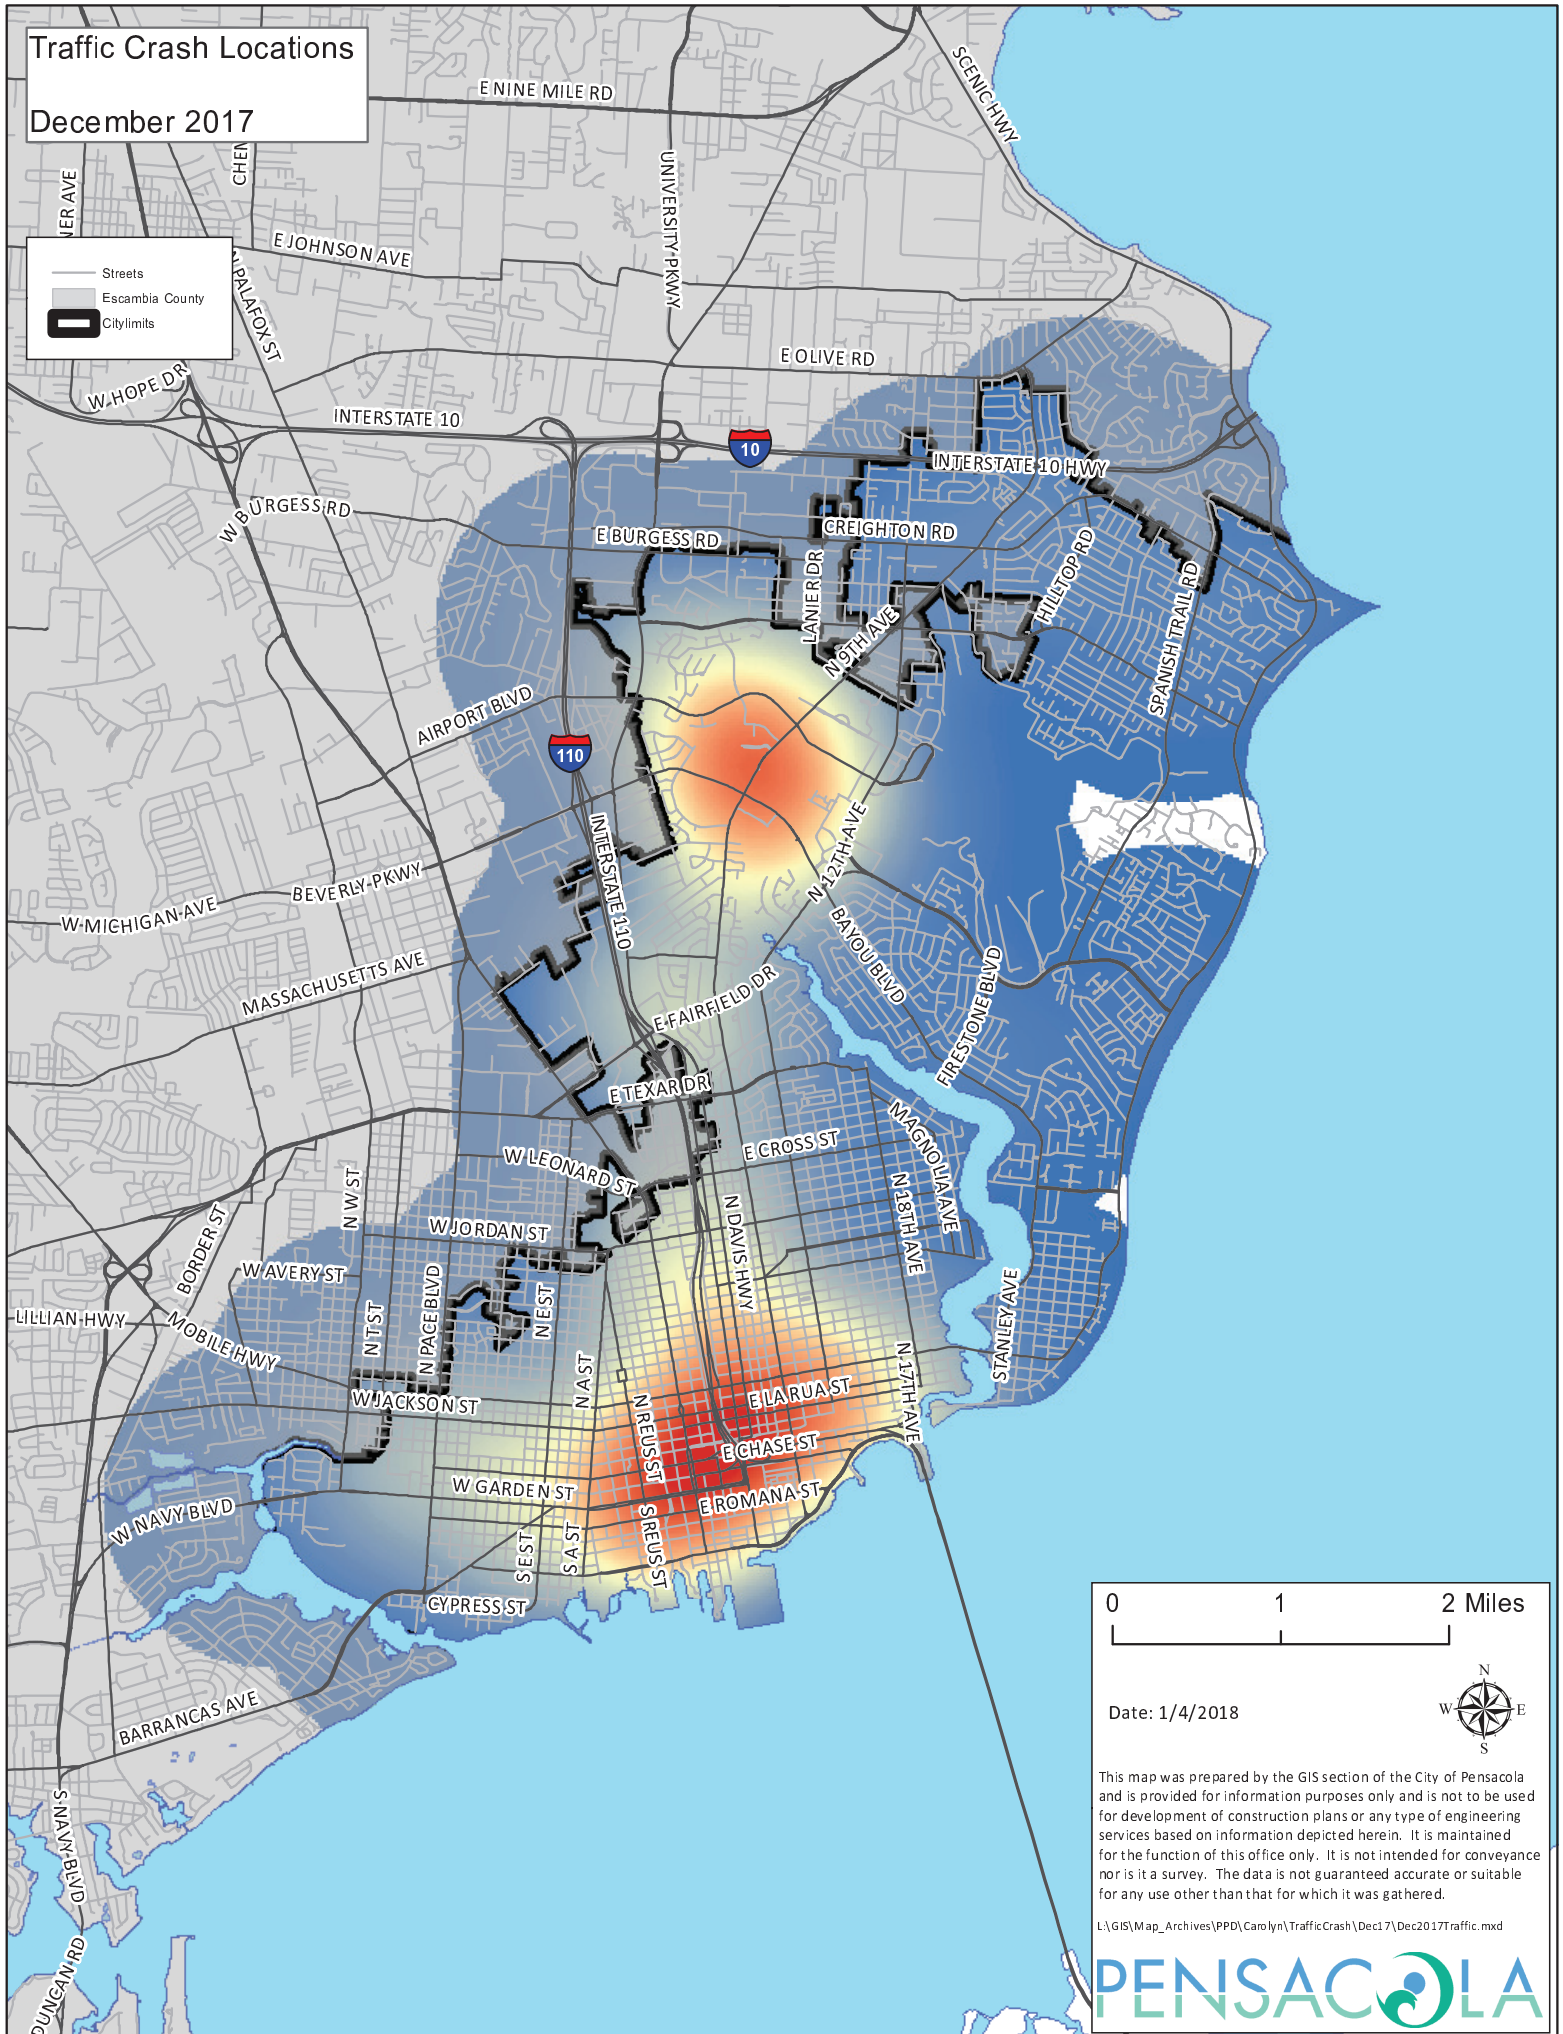 Traffic Crash Locations
December 2017
E NINE MILE RD
SCENIC HWY
CHEM
NER AVE
UNIVERSITY PKWY
E JOHNSON AVE
Streets
Escambia County
Citylimits
N PALAFOX ST
E OLIVE RD
W HOPE DR
INTERSTATE 10
10
INTERSTATE 10 HWY
W BURGESS RD
E BURGESS RD
CREIGHTON RD
LANIER DR
HILLTOP RD
N 9TH AVE
SPANISH TRAIL RD
AIRPORT BLVD
110
INTERSTATE 110
N 12TH AVE
BEVERLY PKWY
W MICHIGAN AVE
BAYOU BLVD
MASSACHUSETTS AVE
FIRESTONE BLVD
E FAIRFIELD DR
E TEXAR DR
MAGNOLIA AVE
E CROSS ST
W LEONARD ST
N W ST
N 18TH AVE
N DAVIS HWY
BORDER ST
W JORDAN ST
W AVERY ST
N PACE BLVD
N E ST
STANLEY AVE
LILLIAN HWY
MOBILE HWY
N T ST
N A ST
N 17TH AVE
W JACKSON ST
E LA RUA ST
N REUS ST
E CHASE ST
W GARDEN ST
E ROMANA ST
W NAVY BLVD
S REUS ST
S E ST
S A ST
CYPRESS ST
BARRANCAS AVE
S NAVY BLVD
DUNCAN RD
0 1 2 Miles
N
W E
S
Date: 1/4/2018
This map was prepared by the GIS section of the City of Pensacola
and is provided for information purposes only and is not to be used
for development of construction plans or any type of engineering
services based on information depicted herein. It is maintained
for the function of this office only. It is not intended for conveyance
nor is it a survey. The data is not guaranteed accurate or suitable
for any use other than that for which it was gathered.
L:\GIS\Map_Archives\PPD\Carolyn\TrafficCrash\Dec17\Dec2017Traffic.mxd
PENSACOLA